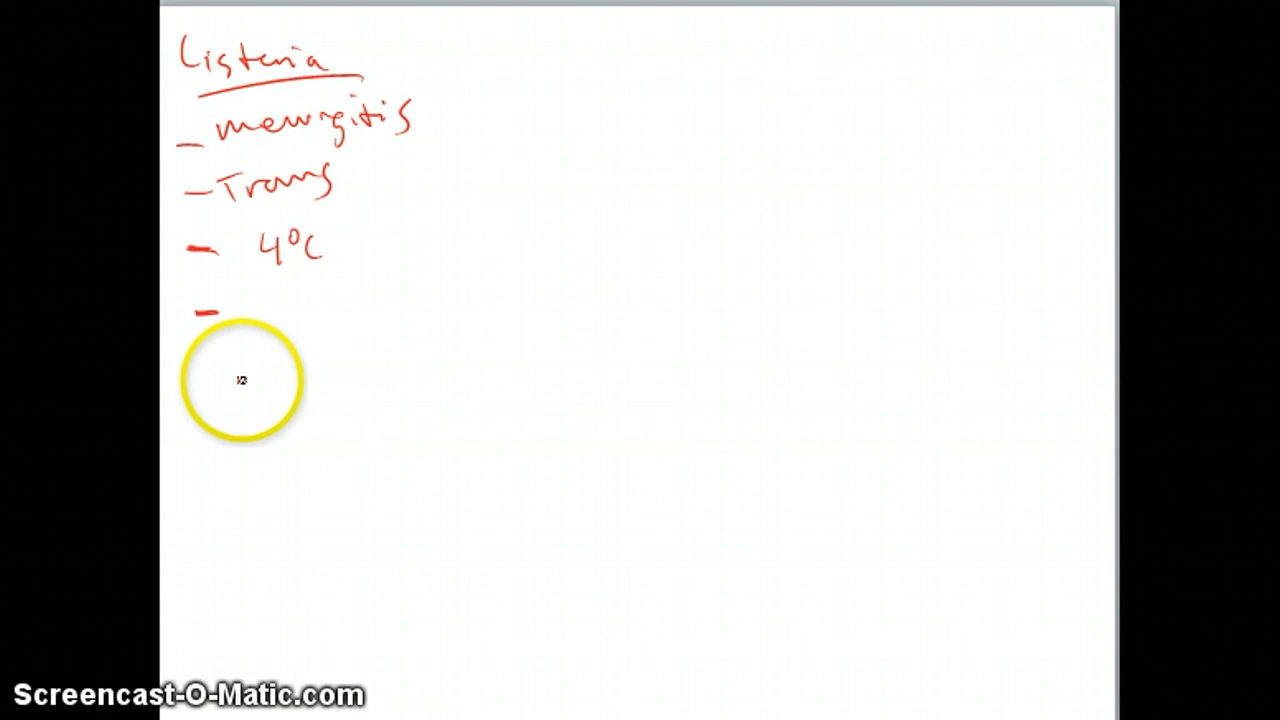 Listeria
- meningitis
- Trans
- 4°C
-
Screencast-O-Matic.com